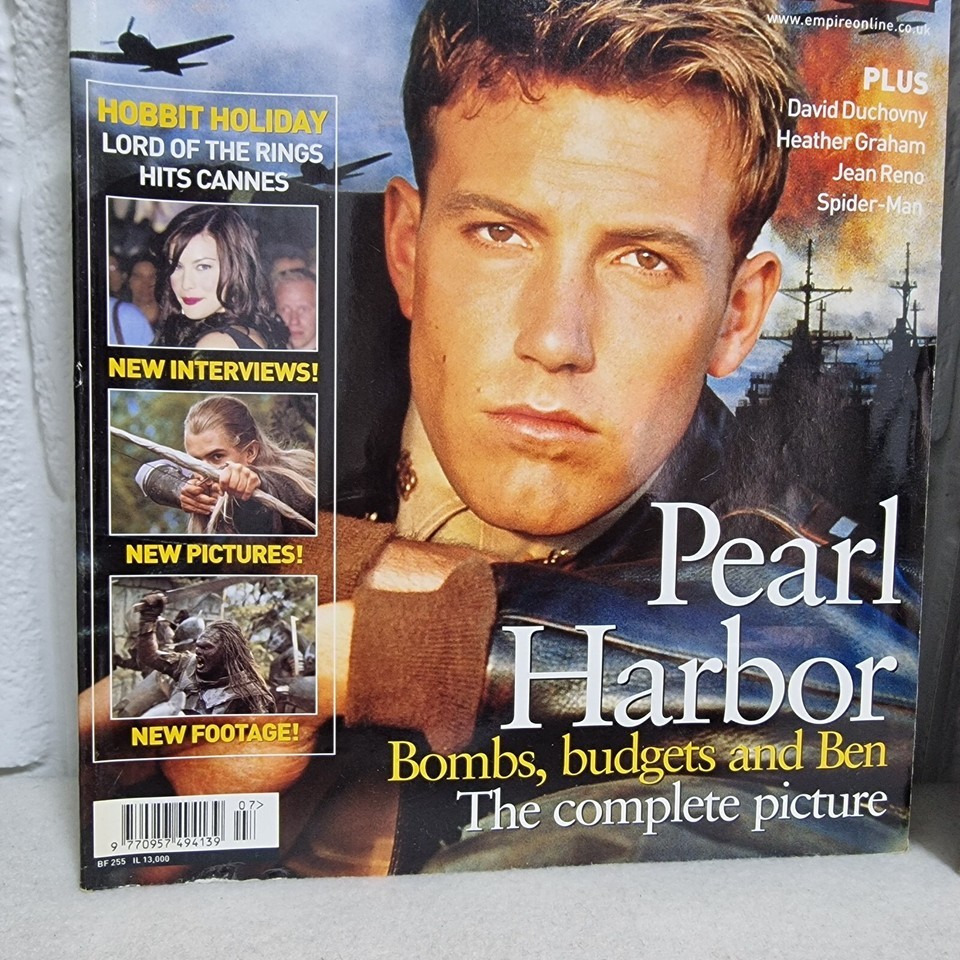 www.empireonline.co.uk
PLUS
David Duchovny
Heather Graham
Jean Reno
Spider-Man
HOBBIT HOLIDAY
LORD OF THE RINGS
HITS CANNES
NEW INTERVIEWS!
NEW PICTURES!
NEW FOOTAGE!
Pearl
Harbor
Bombs, budgets and Ben
The complete picture
07>
9 770957 494139
BF 255 IL 13,000